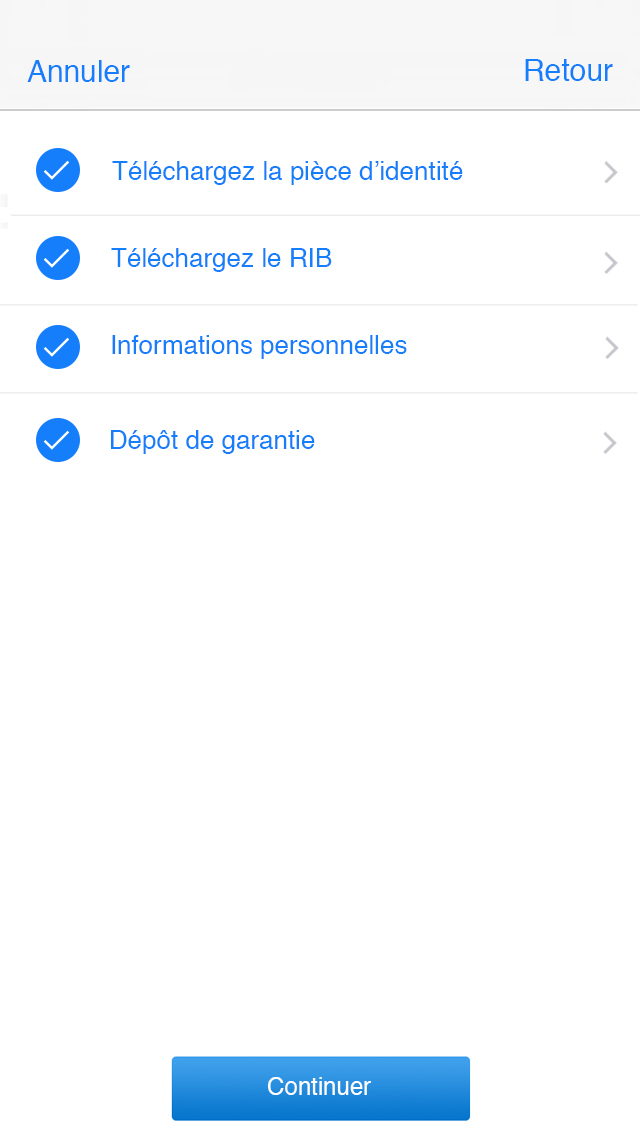 Annuler
Retour
Téléchargez la pièce d’identité
Téléchargez le RIB
Informations personnelles
Dépôt de garantie
Continuer